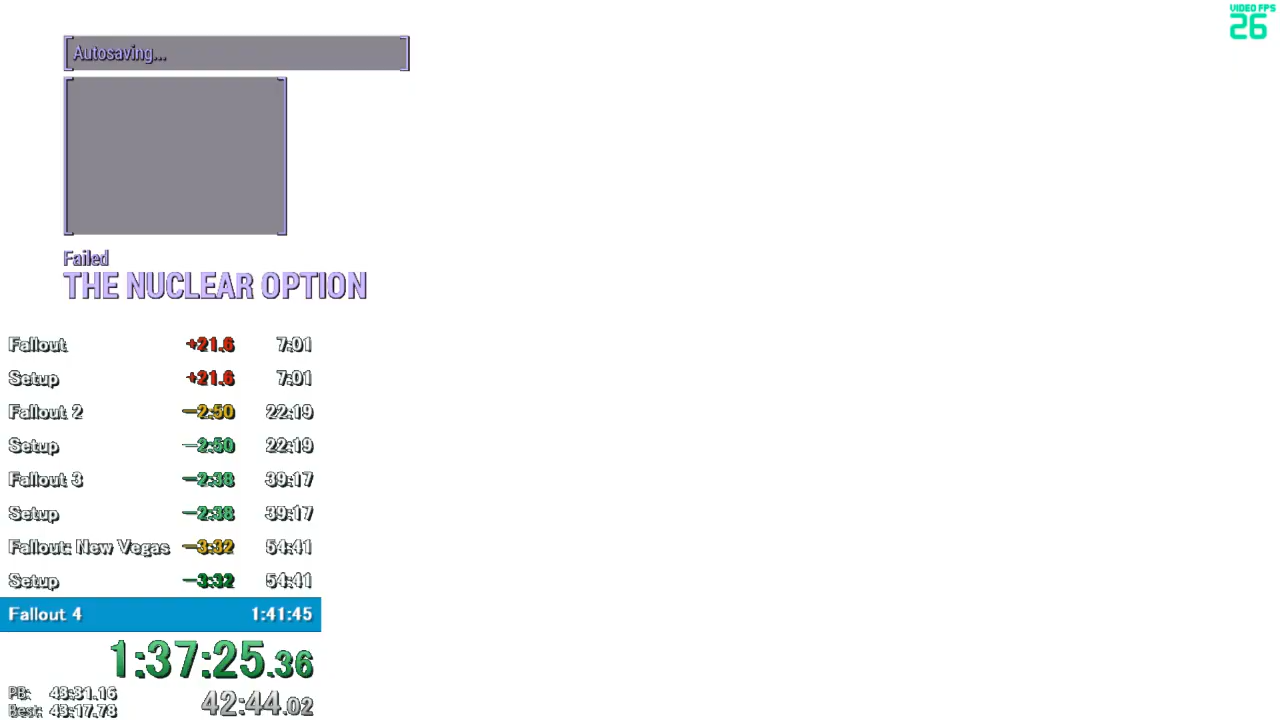 VIDEO FPS
26
Autosaving...
Failed
THE NUCLEAR OPTION
Fallout +21.6 7:01
Setup +21.6 7:01
Fallout 2 −2:50 22:19
Setup −2:50 22:19
Fallout 3 −2:38 39:17
Setup −2:38 39:17
Fallout: New Vegas −3:32 54:41
Setup −3:32 54:41
Fallout 4 1:41:45
1:37:25.36
PB: 43:31.16
Best: 43:17.78
42:44.02